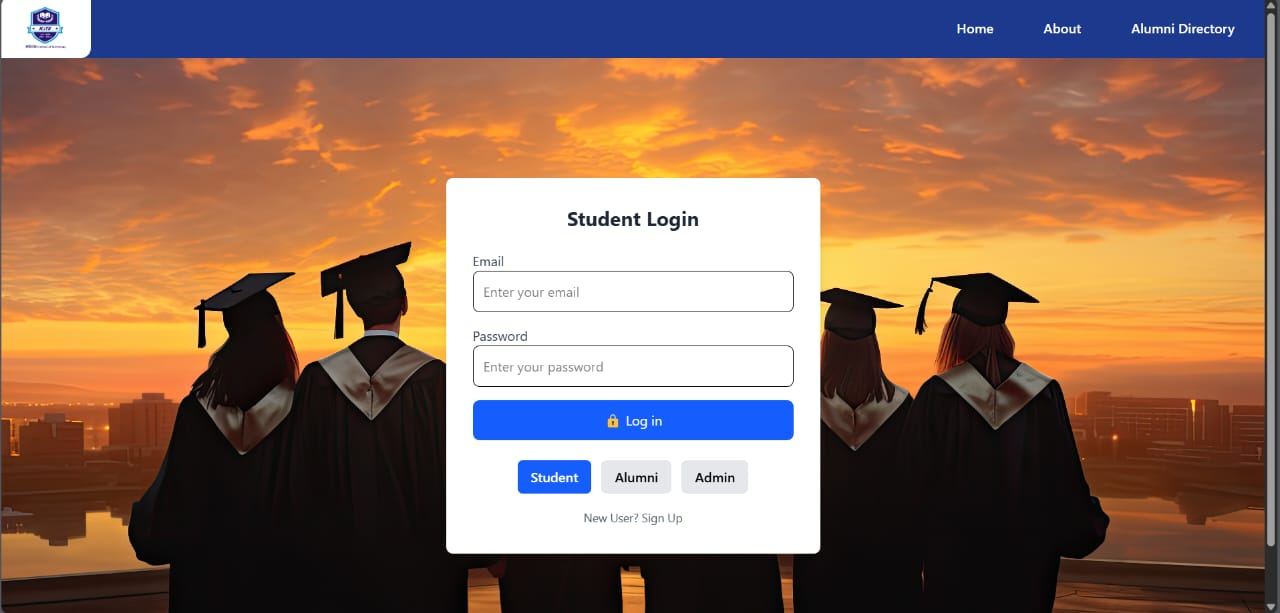 Home
About
Alumni Directory
Student Login
Email
Enter your email
Password
Enter your password
Log in
Student
Alumni
Admin
New User? Sign Up